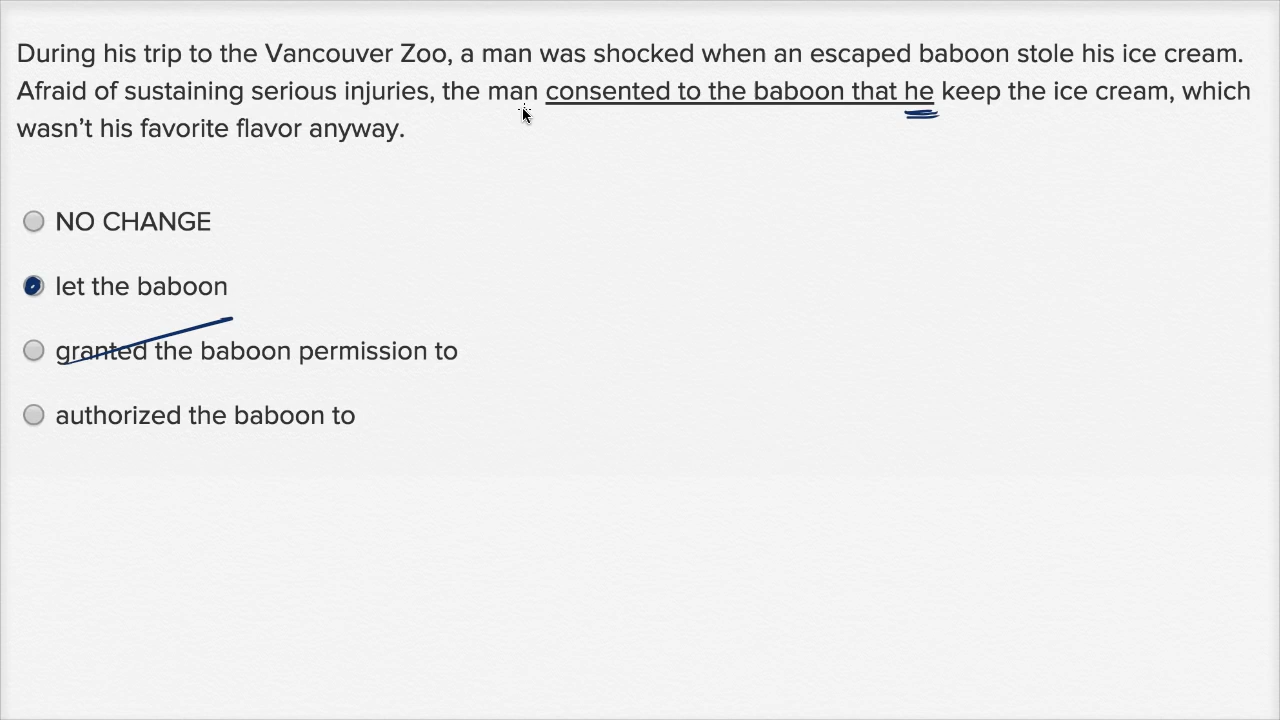 During his trip to the Vancouver Zoo, a man was shocked when an escaped baboon stole his ice cream.
Afraid of sustaining serious injuries, the man consented to the baboon that he keep the ice cream, which
wasn’t his favorite flavor anyway.
NO CHANGE
let the baboon
granted the baboon permission to
authorized the baboon to